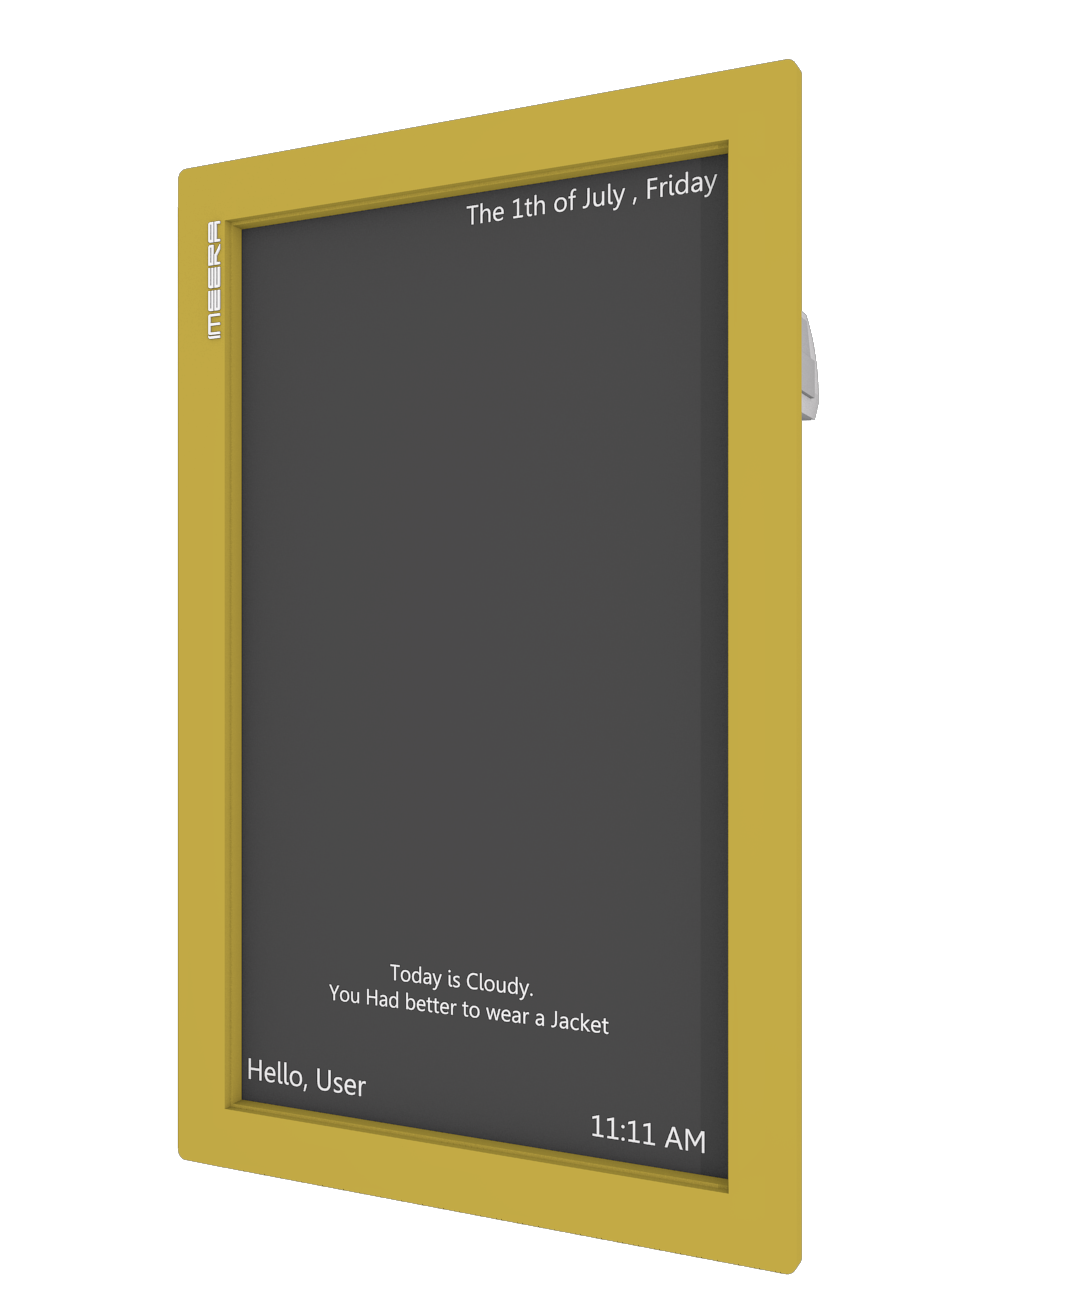 The 1th of July , Friday
IMEERA
Today is Cloudy.
You Had better to wear a Jacket
Hello, User
11:11 AM